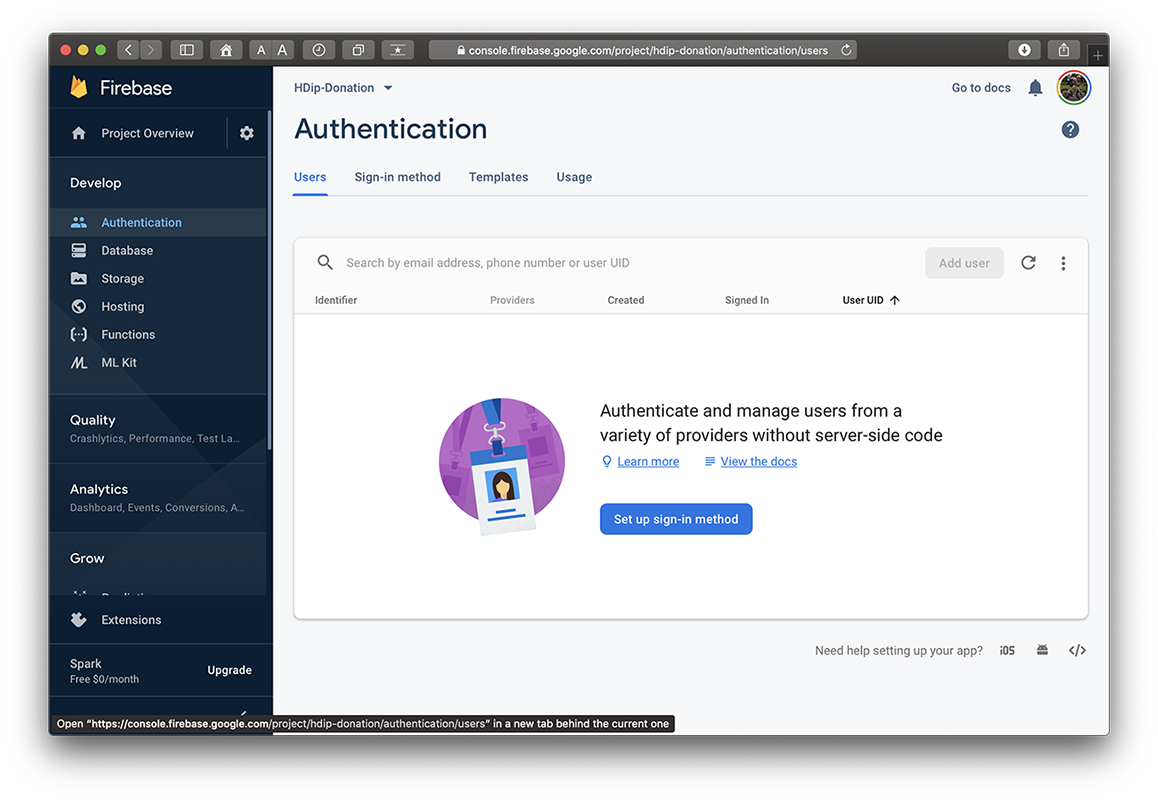 A A
console.firebase.google.com/project/hdip-donation/authentication/users
Firebase
Project Overview
Develop
Authentication
Database
Storage
Hosting
Functions
ML Kit
Quality
Crashlytics, Performance, Test La...
Analytics
Dashboard, Events, Conversions, A...
Grow
Extensions
Spark
Free $0/month
Upgrade
HDip-Donation
Go to docs
Authentication
Users Sign-in method Templates Usage
Search by email address, phone number or user UID
Add user
Identifier Providers Created Signed In User UID
Authenticate and manage users from a
variety of providers without server-side code
Learn more View the docs
Set up sign-in method
Need help setting up your app? iOS </>
Open “https://console.firebase.google.com/project/hdip-donation/authentication/users” in a new tab behind the current one